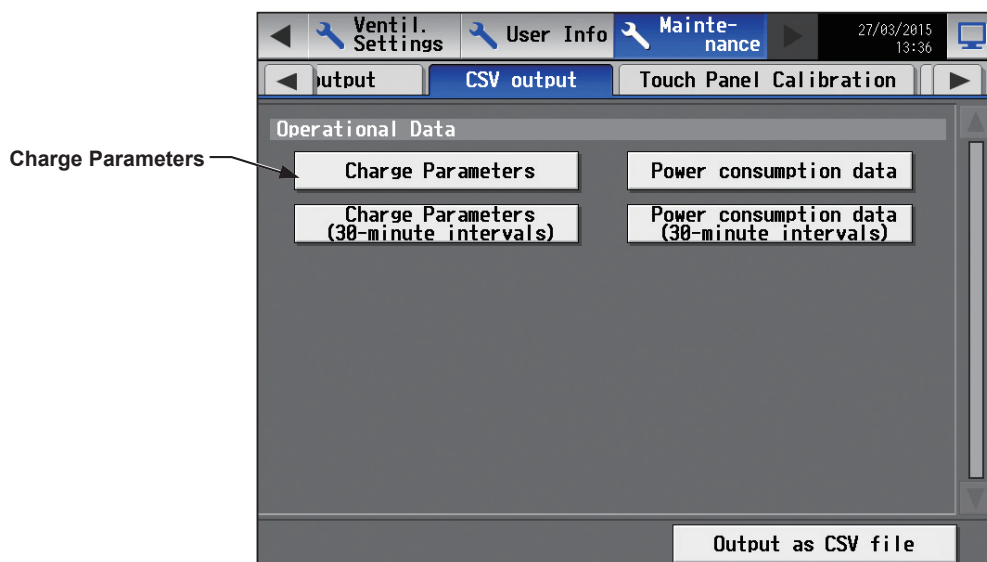 Ventil.
Settings
User Info
Mainte-
nance
27/03/2015
13:36
output
CSV output
Touch Panel Calibration
Operational Data
Charge Parameters
Charge Parameters
Power consumption data
Charge Parameters
(30-minute intervals)
Power consumption data
(30-minute intervals)
Output as CSV file